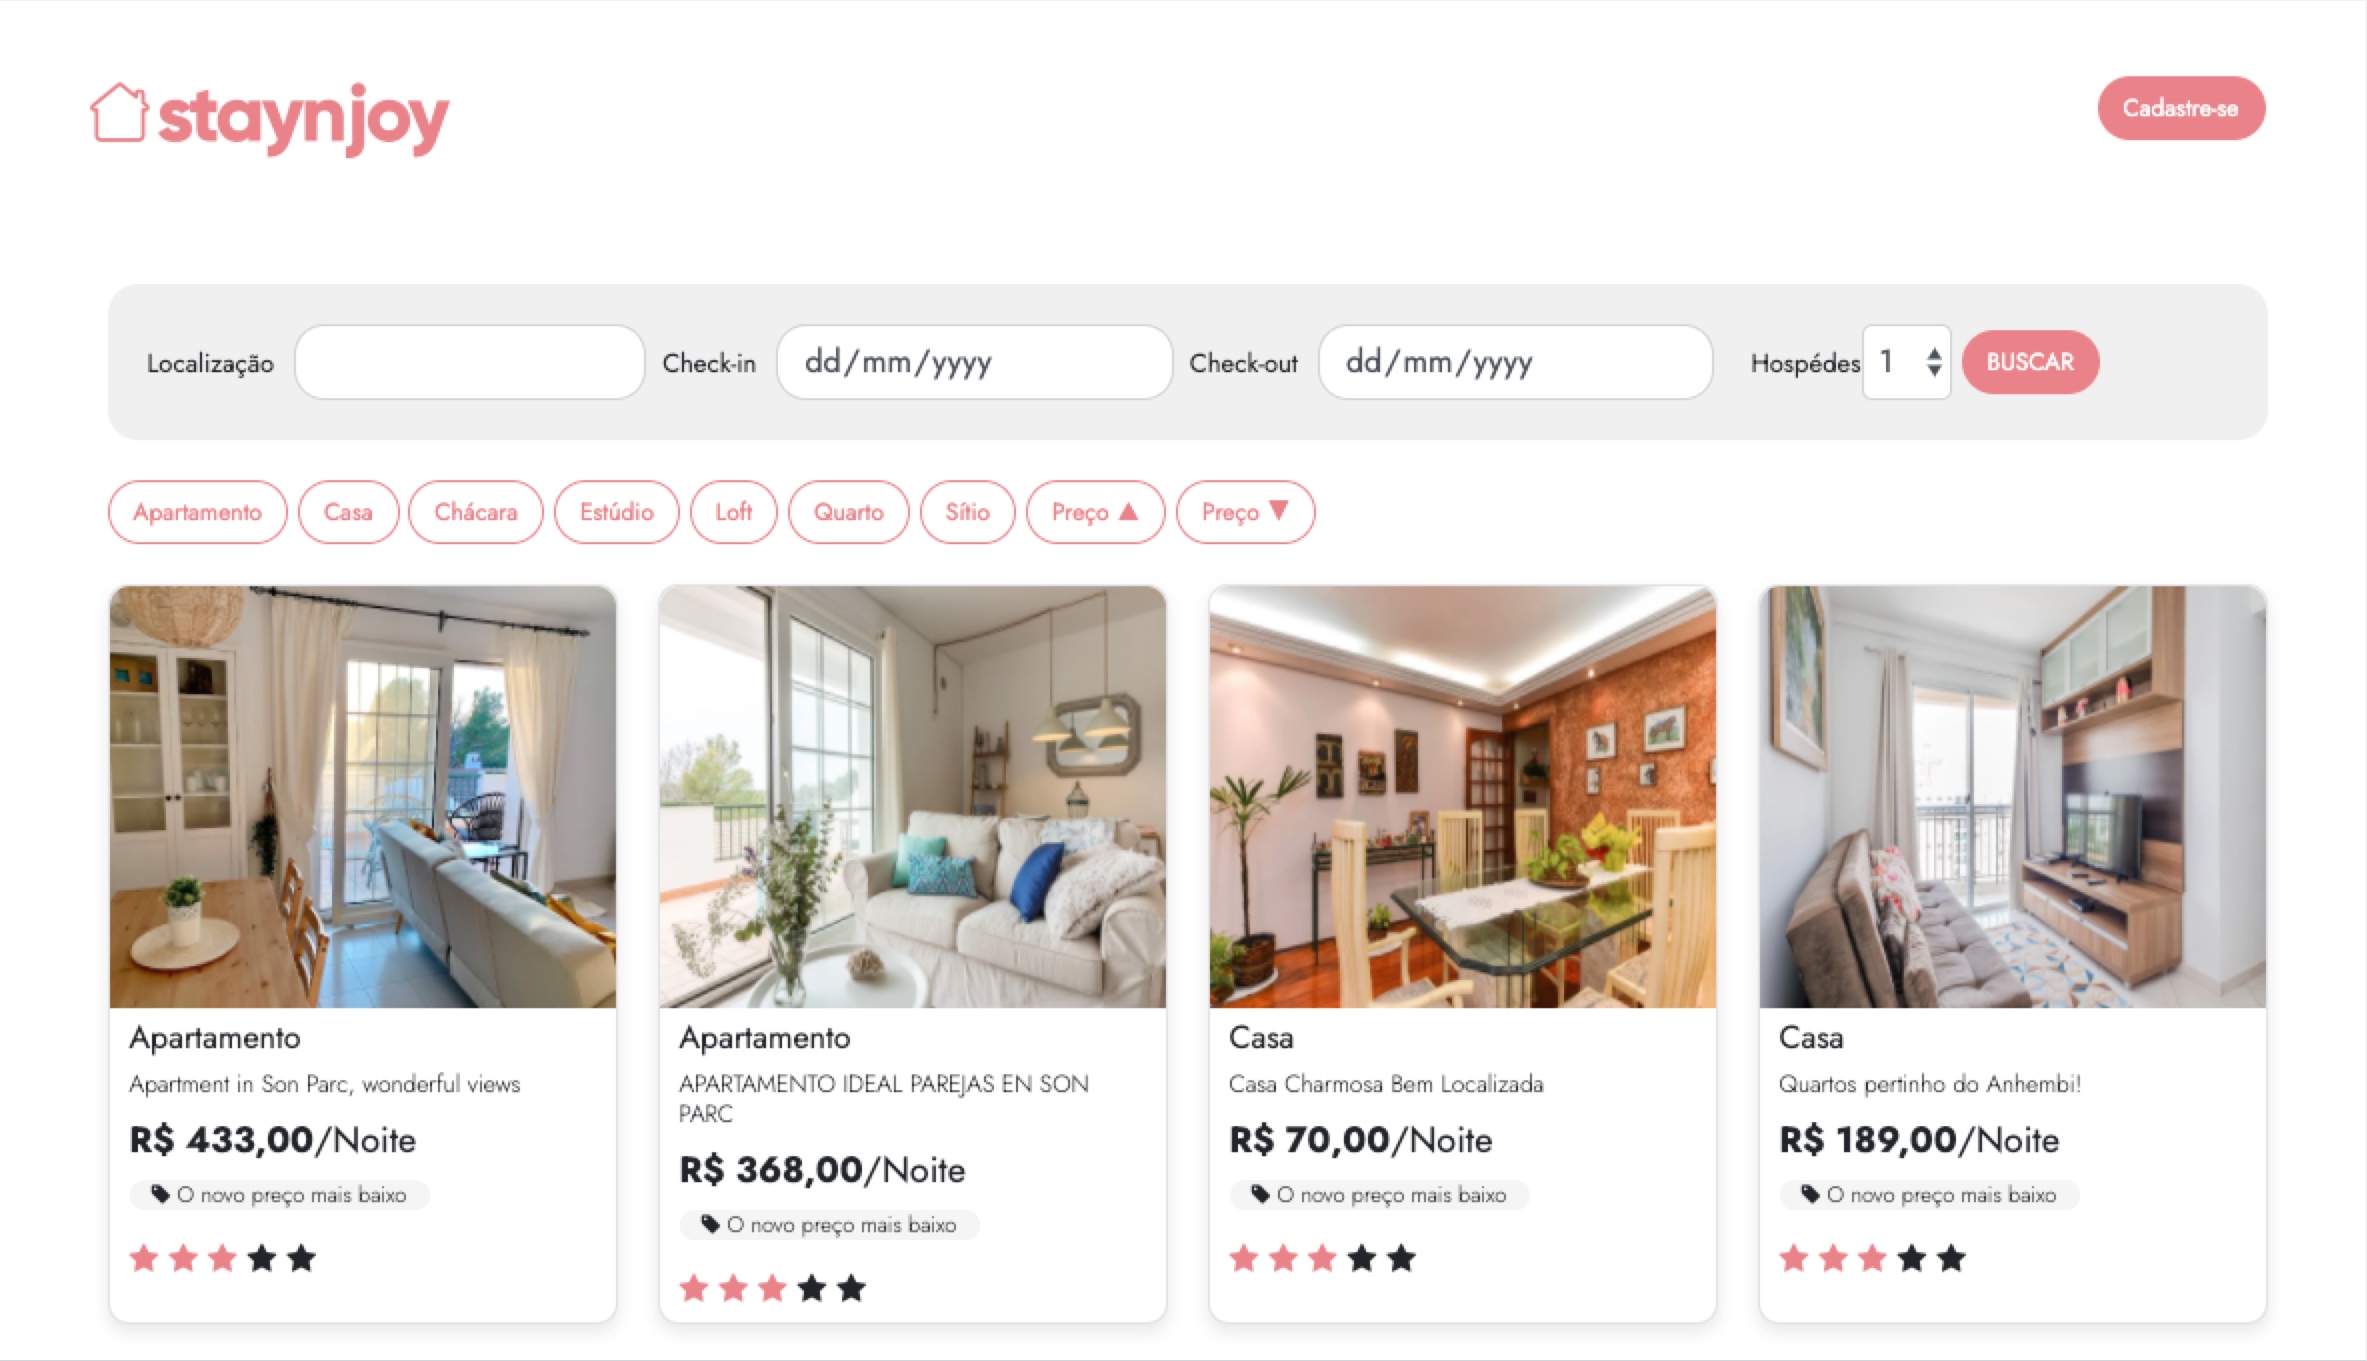 staynjoy
Cadastre-se
Localização Check-in dd/mm/yyyy Check-out dd/mm/yyyy Hospédes 1 BUSCAR
Apartamento Casa Chácara Estúdio Loft Quarto Sítio Preço ▲ Preço ▼
Apartamento
Apartment in Son Parc, wonderful views
R$ 433,00/Noite
O novo preço mais baixo
Apartamento
APARTAMENTO IDEAL PAREJAS EN SON
PARC
R$ 368,00/Noite
O novo preço mais baixo
Casa
Casa Charmosa Bem Localizada
R$ 70,00/Noite
O novo preço mais baixo
Casa
Quartos pertinho do Anhembi!
R$ 189,00/Noite
O novo preço mais baixo